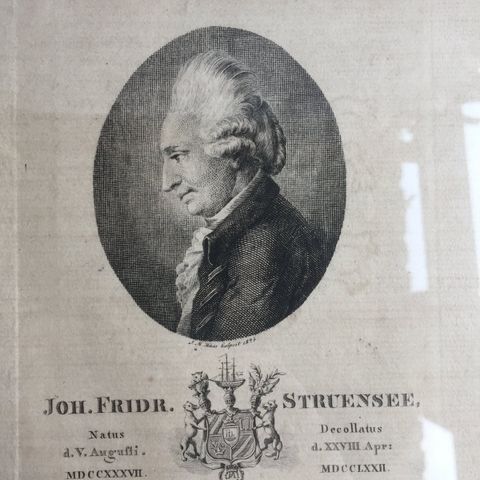 JOH. FRIDR. STRUENSEE,
Natus
d. V. Augusti.
MDCCXXXVII.
Decollatus
d. XXVIII Apr:
MDCCLXXII.